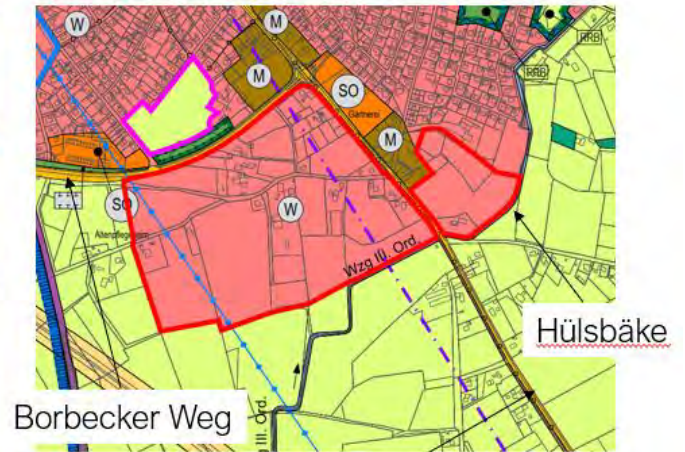 W
M
M
SO
Gärtnerei
M
RRB
RRB
SO
Altenpflegeheim
W
Wzg III. Ord.
Hülsbäke
Borbecker Weg
g III. Ord.